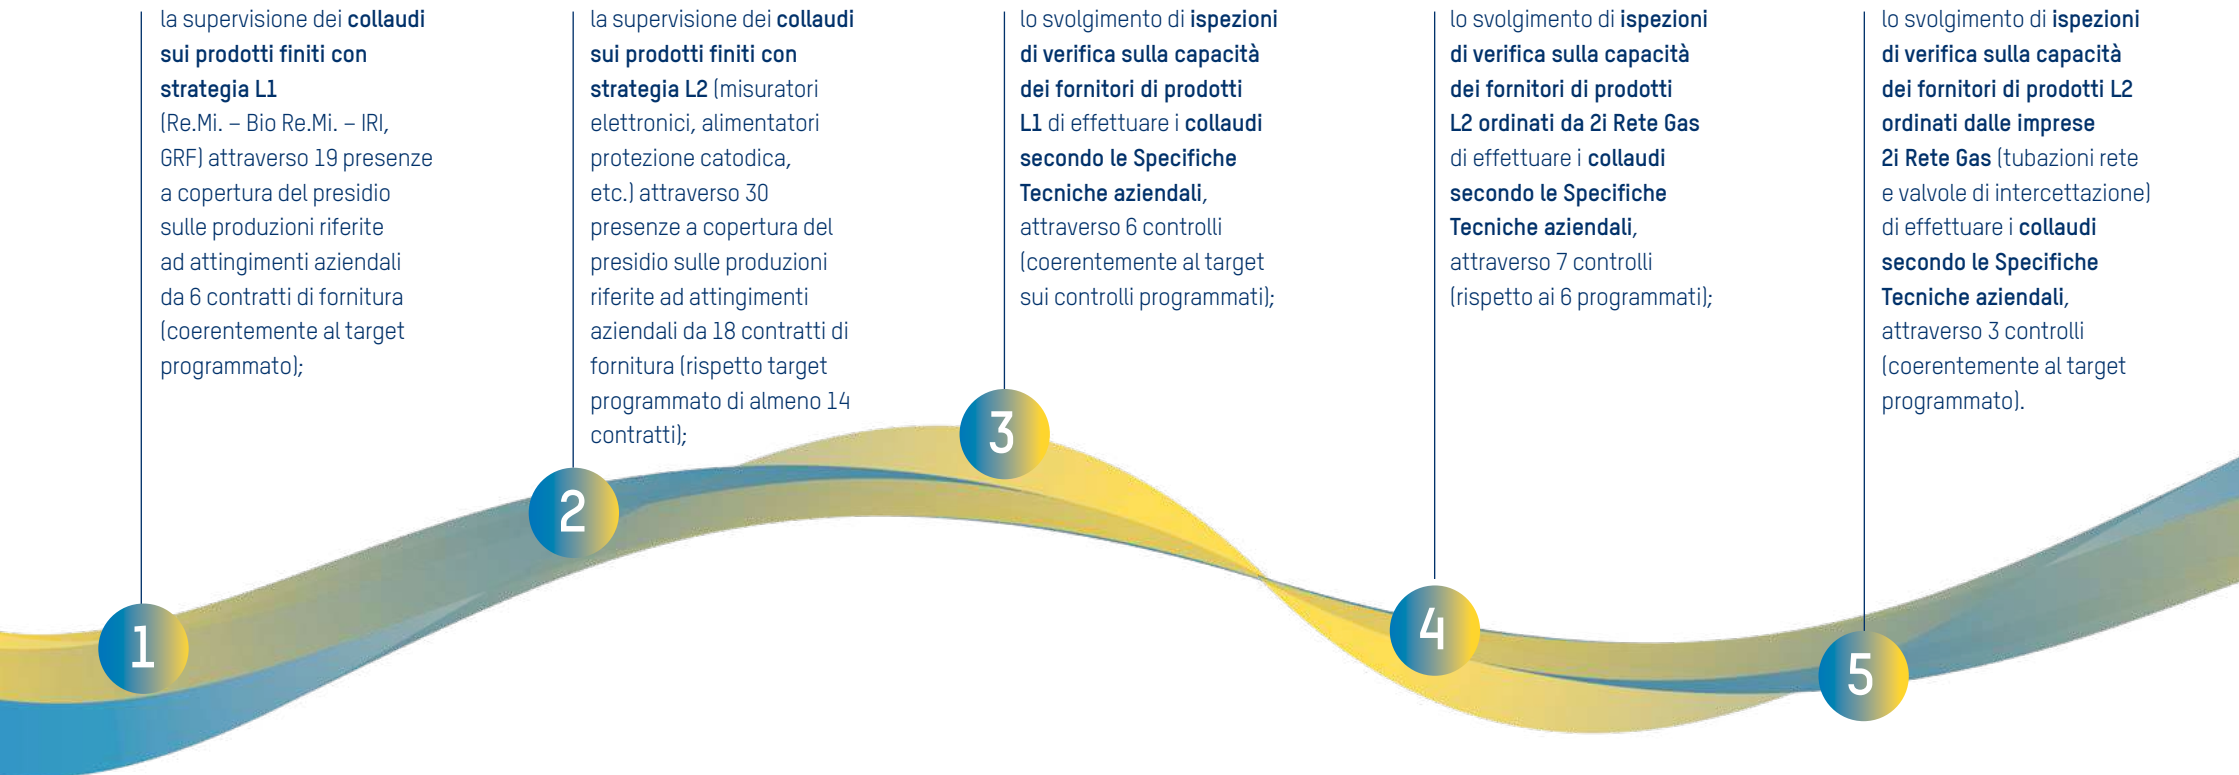 la supervisione dei collaudi
sui prodotti finiti con
strategia L1
(Re.Mi. – Bio Re.Mi. – IRI,
GRF) attraverso 19 presenze
a copertura del presidio
sulle produzioni riferite
ad attingimenti aziendali
da 6 contratti di fornitura
(coerentemente al target
programmato);
1
la supervisione dei collaudi
sui prodotti finiti con
strategia L2 (misuratori
elettronici, alimentatori
protezione catodica,
etc.) attraverso 30
presenze a copertura del
presidio sulle produzioni
riferite ad attingimenti
aziendali da 18 contratti di
fornitura (rispetto target
programmato di almeno 14
contratti);
2
lo svolgimento di ispezioni
di verifica sulla capacità
dei fornitori di prodotti
L1 di effettuare i collaudi
secondo le Specifiche
Tecniche aziendali,
attraverso 6 controlli
(coerentemente al target
sui controlli programmati);
3
lo svolgimento di ispezioni
di verifica sulla capacità
dei fornitori di prodotti
L2 ordinati da 2i Rete Gas
di effettuare i collaudi
secondo le Specifiche
Tecniche aziendali,
attraverso 7 controlli
(rispetto ai 6 programmati);
4
lo svolgimento di ispezioni
di verifica sulla capacità
dei fornitori di prodotti L2
ordinati dalle imprese
2i Rete Gas (tubazioni rete
e valvole di intercettazione)
di effettuare i collaudi
secondo le Specifiche
Tecniche aziendali,
attraverso 3 controlli
(coerentemente al target
programmato).
5